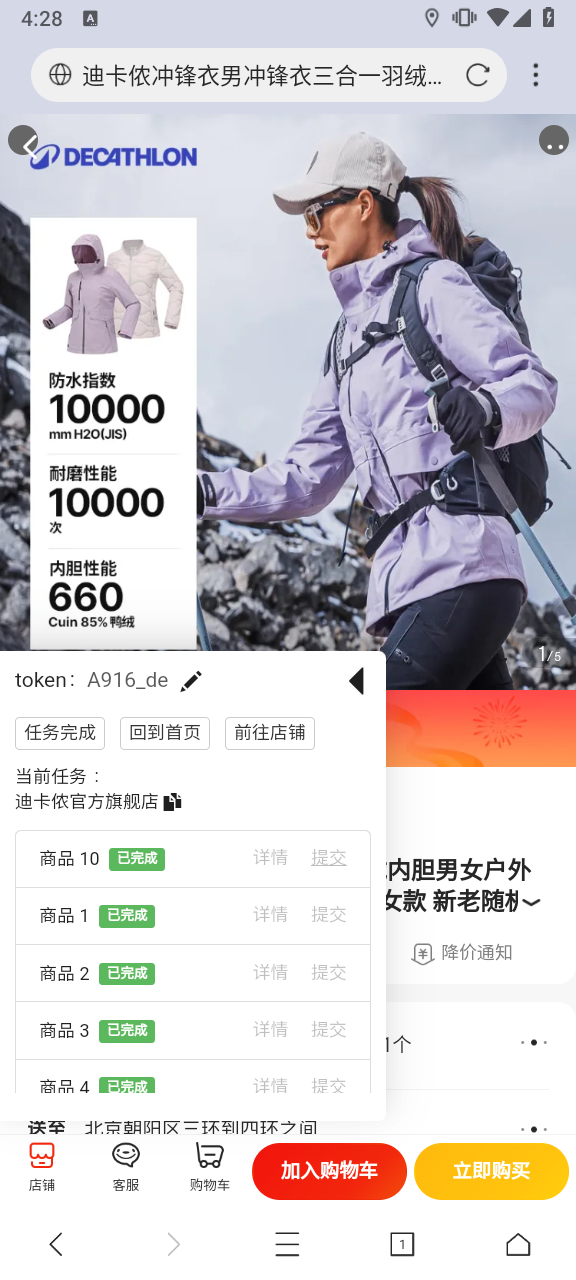 4:28
A
迪卡侬冲锋衣男冲锋衣三合一羽绒...
DECATHLON
防水指数
10000
mm H2O(JIS)
耐磨性能
10000
次
内胆性能
660
Cuin 85% 鸭绒
1/5
token： A916_de
任务完成 回到首页 前往店铺
当前任务：
迪卡侬官方旗舰店
商品 10 已完成 详情 提交
商品 1 已完成 详情 提交
商品 2 已完成 详情 提交
商品 3 已完成 详情 提交
商品 4 已完成 详情 提交
内胆男女户外
女款 新老随机
降价通知
1个
送至 北京朝阳区三环到四环之间
店铺 客服 购物车 加入购物车 立即购买
1